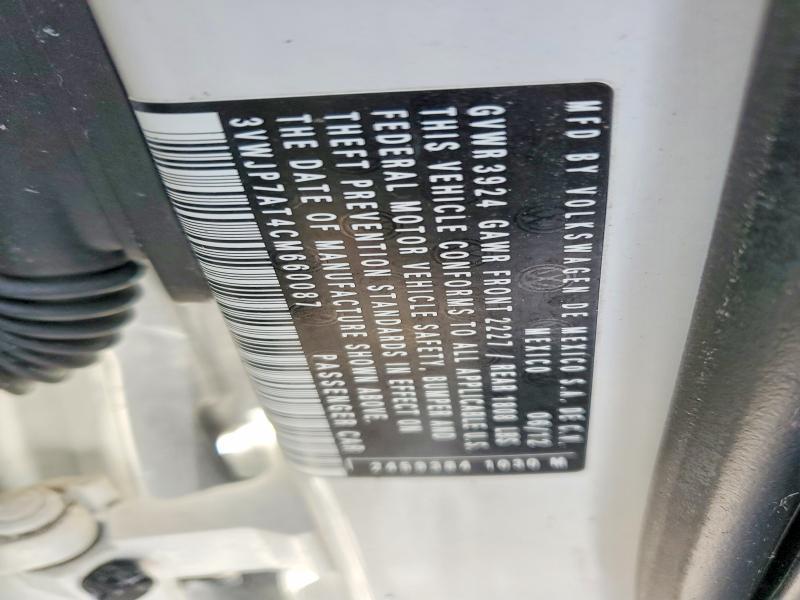 MFD BY VOLKSWAGEN DE MEXICO S.A. DE C.V.
MEXICO 06/12
GVWR 3924 GAWR FRONT 2227 / REAR 1808 LBS
THIS VEHICLE CONFORMS TO ALL APPLICABLE U.S.
FEDERAL MOTOR VEHICLE SAFETY, BUMPER AND
THEFT PREVENTION STANDARDS IN EFFECT ON
THE DATE OF MANUFACTURE SHOWN ABOVE
3VWJP7AT4CM660087 PASSENGER CAR